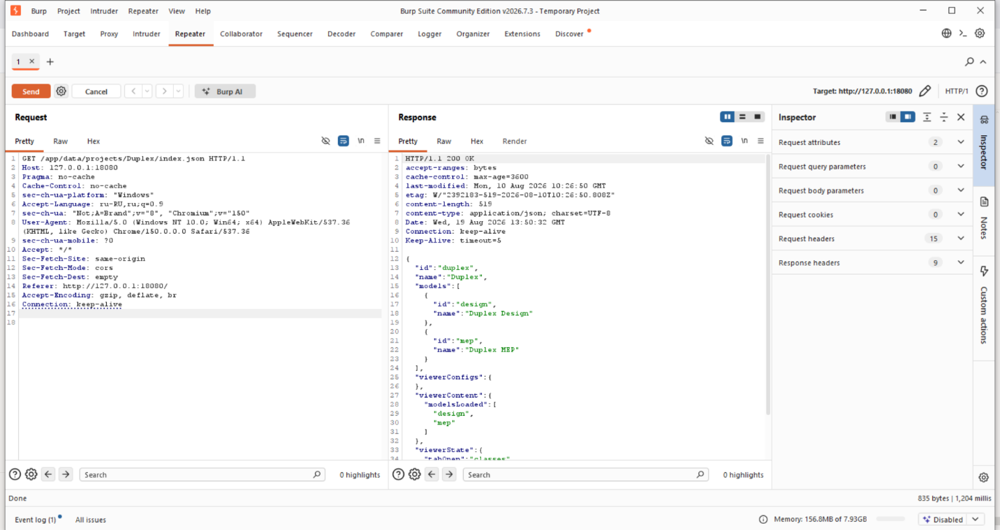 Burp Project Intruder Repeater View Help
Burp Suite Community Edition v2026.7.3 - Temporary Project
Dashboard Target Proxy Intruder Repeater Collaborator Sequencer Decoder Comparer Logger Organizer Extensions Discover
1
Send Cancel Burp AI
Target: http://127.0.0.1:18080 HTTP/1
Request
Pretty Raw Hex \n
1 GET /app/data/projects/Duplex/index.json HTTP/1.1
2 Host: 127.0.0.1:18080
3 Pragma: no-cache
4 Cache-Control: no-cache
5 sec-ch-ua-platform: "Windows"
6 Accept-Language: ru-RU,ru;q=0.9
7 sec-ch-ua: "Not;A=Brand";v="8", "Chromium";v="150"
8 User-Agent: Mozilla/5.0 (Windows NT 10.0; Win64; x64) AppleWebKit/537.36
(KHTML, like Gecko) Chrome/150.0.0.0 Safari/537.36
9 sec-ch-ua-mobile: ?0
10 Accept: */*
11 Sec-Fetch-Site: same-origin
12 Sec-Fetch-Mode: cors
13 Sec-Fetch-Dest: empty
14 Referer: http://127.0.0.1:18080/
15 Accept-Encoding: gzip, deflate, br
16 Connection: keep-alive
17
18
Search 0 highlights
Response
Pretty Raw Hex Render \n
1 HTTP/1.1 200 OK
2 accept-ranges: bytes
3 cache-control: max-age=3600
4 last-modified: Mon, 10 Aug 2026 10:26:50 GMT
5 etag: W/"2392183-519-2026-08-10T10:26:50.808Z"
6 content-length: 519
7 content-type: application/json; charset=UTF-8
8 Date: Wed, 19 Aug 2026 13:50:32 GMT
9 Connection: keep-alive
10 Keep-Alive: timeout=5
11
12 {
13 "id":"duplex",
14 "name":"Duplex",
15 "models":[
16 {
17 "id":"design",
18 "name":"Duplex Design"
19 },
20 {
21 "id":"mep",
22 "name":"Duplex MEP"
23 }
24 ],
25 "viewerConfigs":{
26 },
27 "viewerContent":{
28 "modelsLoaded":[
29 "design",
30 "mep"
31 ]
32 },
33 "viewerState":{
34 "tabOpen":"classes"
Search 0 highlights
Inspector
Request attributes 2
Request query parameters 0
Request body parameters 0
Request cookies 0
Request headers 15
Response headers 9
Inspector
Notes
Custom actions
Done
835 bytes | 1,204 millis
Event log (1) All issues
Memory: 156.8MB of 7.93GB
Disabled